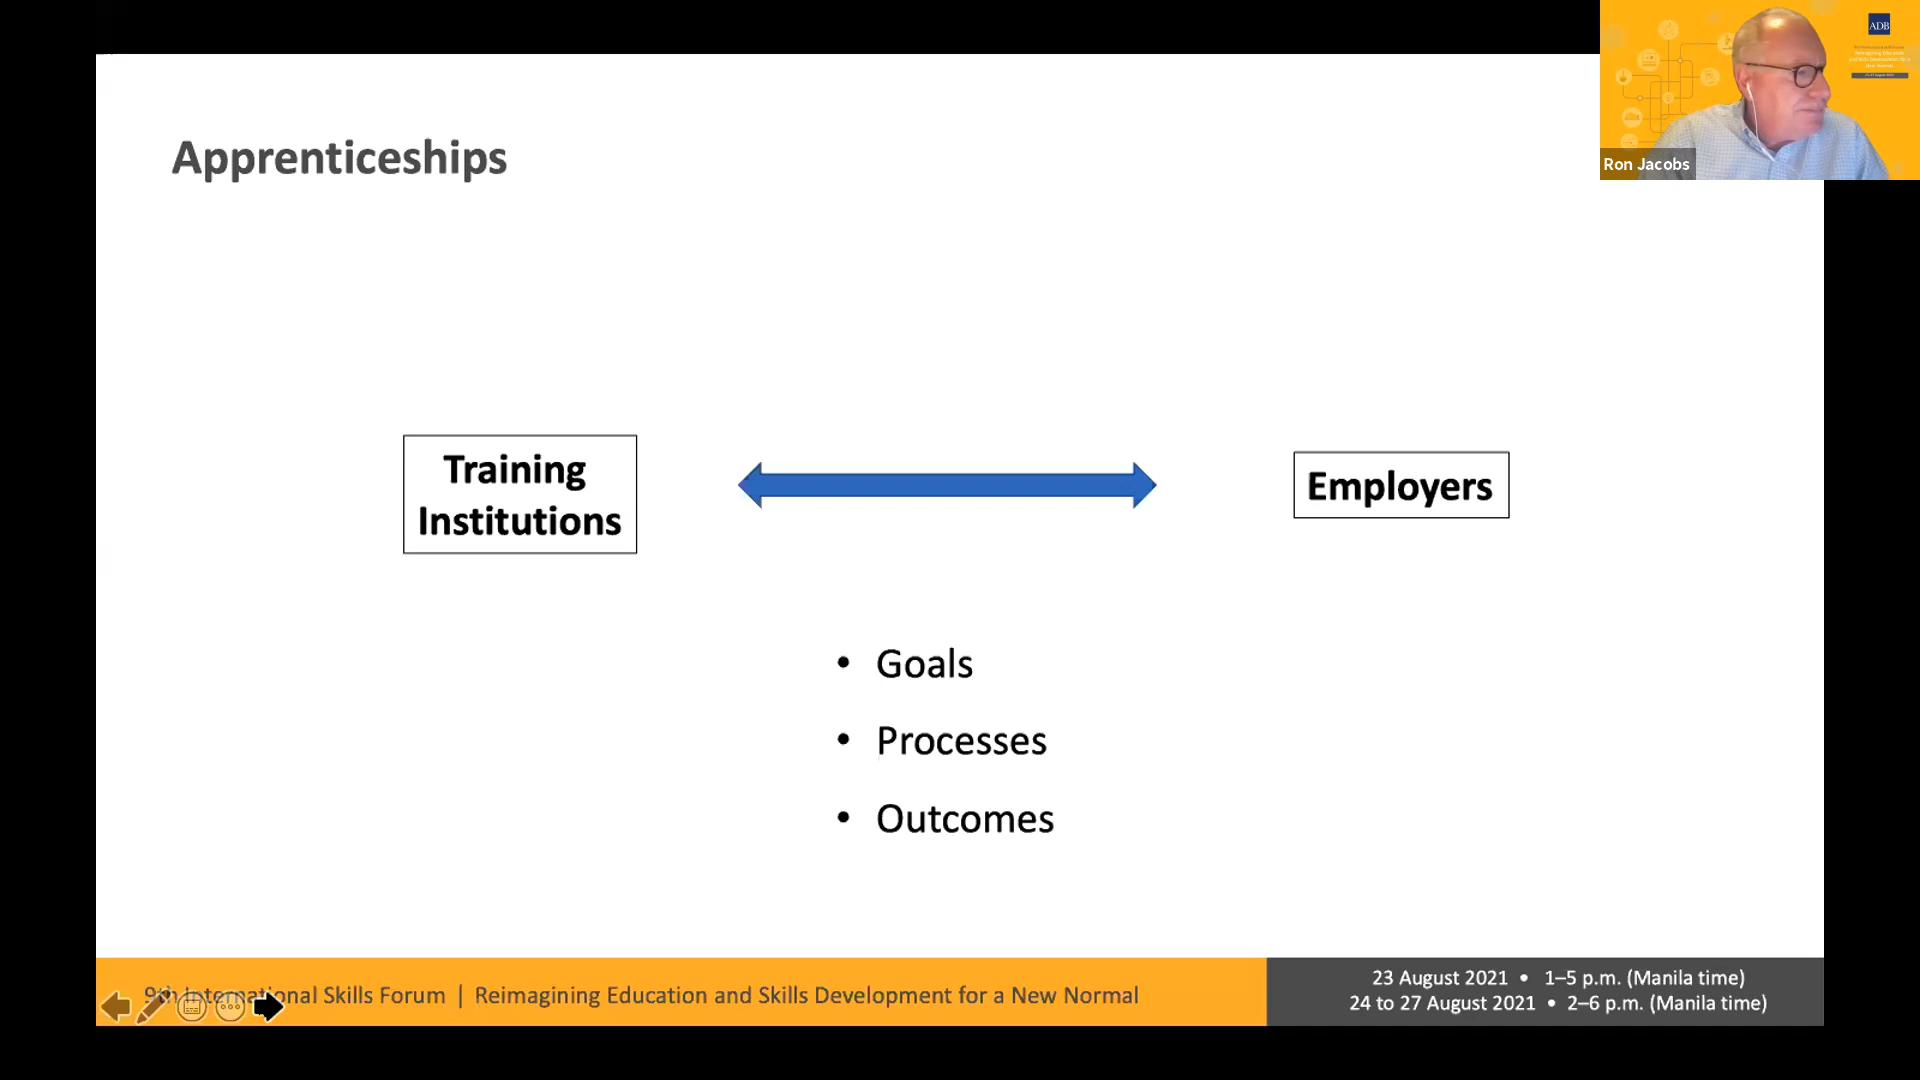 ADB
Ron Jacobs
Apprenticeships
Training
Institutions
Employers
• Goals
• Processes
• Outcomes
9th International Skills Forum | Reimagining Education and Skills Development for a New Normal
23 August 2021 • 1–5 p.m. (Manila time)
24 to 27 August 2021 • 2–6 p.m. (Manila time)